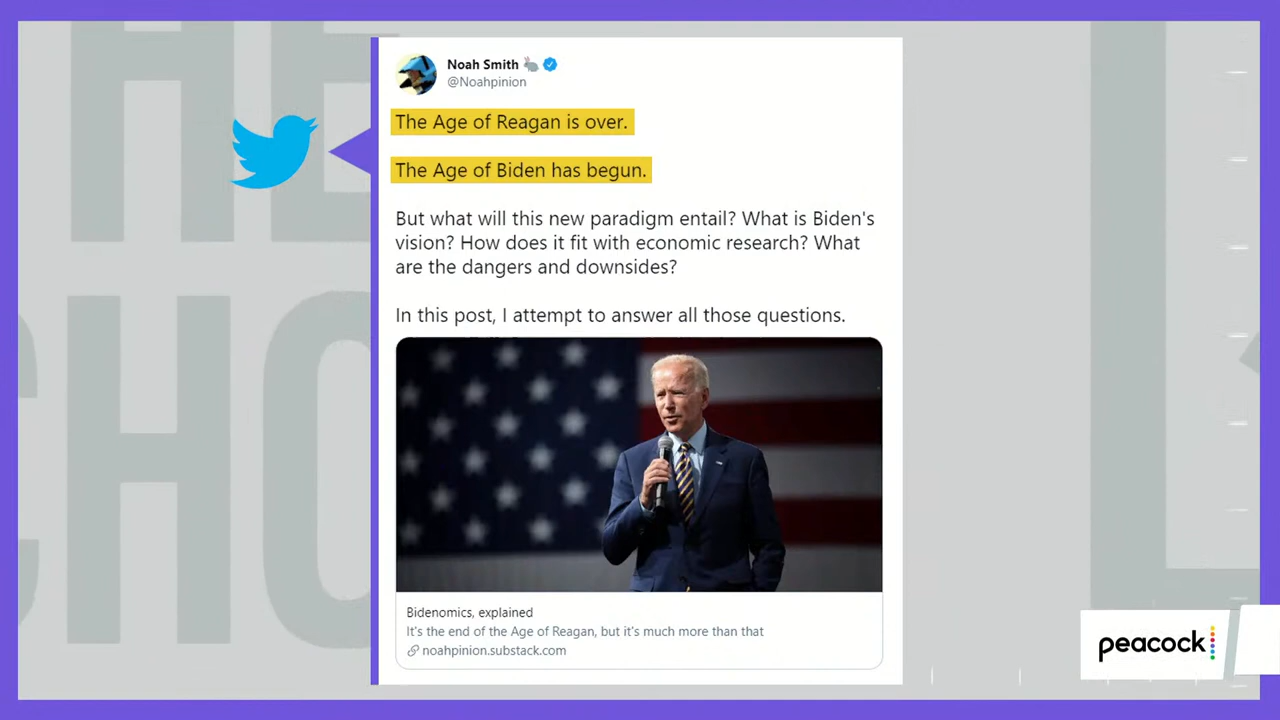 Noah Smith
@Noahpinion
The Age of Reagan is over.
The Age of Biden has begun.
But what will this new paradigm entail? What is Biden's
vision? How does it fit with economic research? What
are the dangers and downsides?
In this post, I attempt to answer all those questions.
Bidenomics, explained
It's the end of the Age of Reagan, but it's much more than that
noahpinion.substack.com
peacock